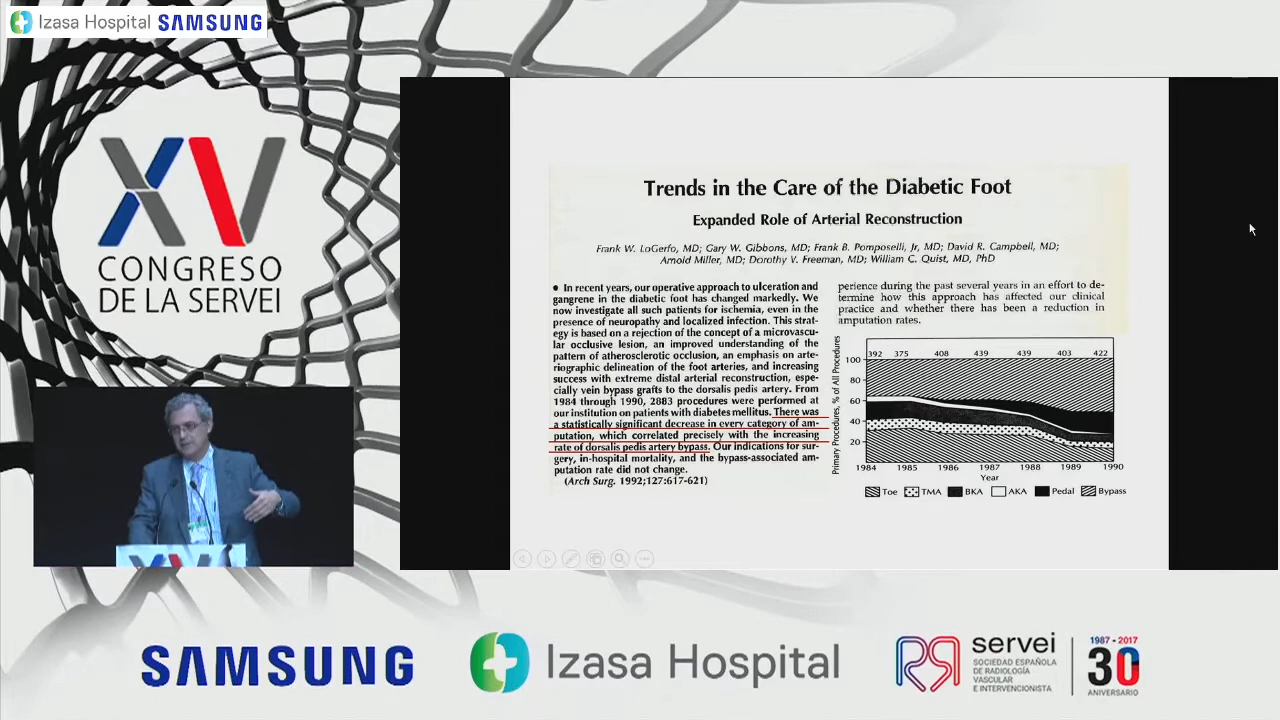 Izasa Hospital SAMSUNG
XV
CONGRESO
DE LA SERVEI
Trends in the Care of the Diabetic Foot
Expanded Role of Arterial Reconstruction
Frank W. LoGerfo, MD; Gary W. Gibbons, MD; Frank B. Pomposelli, Jr, MD; David R. Campbell, MD;
Arnold Miller, MD; Dorothy V. Freeman, MD; William C. Quist, MD, PhD
● In recent years, our operative approach to ulceration and
gangrene in the diabetic foot has changed markedly. We
now investigate all such patients for ischemia, even in the
presence of neuropathy and localized infection. This strat-
egy is based on a rejection of the concept of a microvascu-
lar occlusive lesion, an improved understanding of the
pattern of atherosclerotic occlusion, an emphasis on arte-
riographic delineation of the foot arteries, and increasing
success with extreme distal arterial reconstruction, espe-
cially vein bypass grafts to the dorsalis pedis artery. From
1984 through 1990, 2883 procedures were performed at
our institution on patients with diabetes mellitus. There was
a statistically significant decrease in every category of am-
putation, which correlated precisely with the increasing
rate of dorsalis pedis artery bypass. Our indications for sur-
gery, in-hospital mortality, and the bypass-associated am-
putation rate did not change.
(Arch Surg. 1992;127:617-621)
perience during the past several years in an effort to de-
termine how this approach has affected our clinical
practice and whether there has been a reduction in
amputation rates.
Primary Procedures, % of All Procedures
392 375 408 439 439 403 422
100
80
60
40
20
1984 1985 1986 1987 1988 1989 1990
Year
Toe TMA BKA AKA Pedal Bypass
XV
SAMSUNG
Izasa Hospital
servei
SOCIEDAD ESPAÑOLA
DE RADIOLOGÍA
VASCULAR
E INTERVENCIONISTA
1987 - 2017
30
ANIVERSARIO